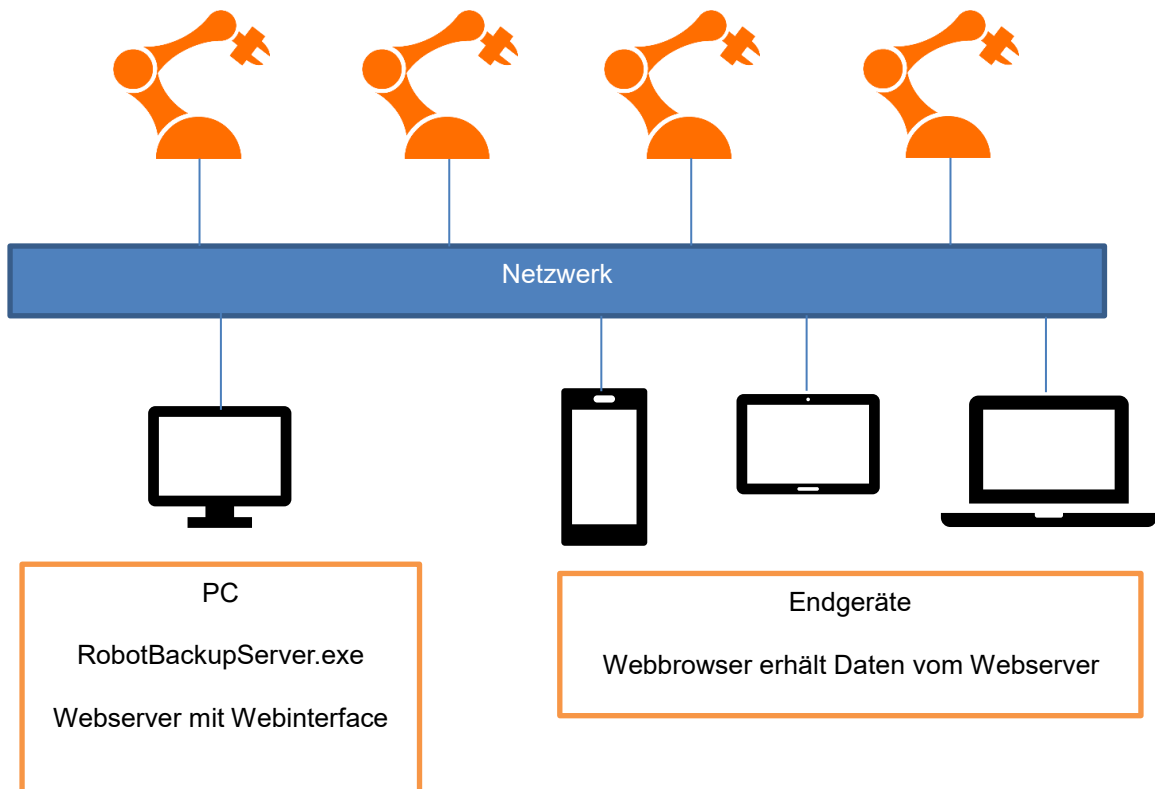 Netzwerk
PC
RobotBackupServer.exe
Webserver mit Webinterface
Endgeräte
Webbrowser erhält Daten vom Webserver